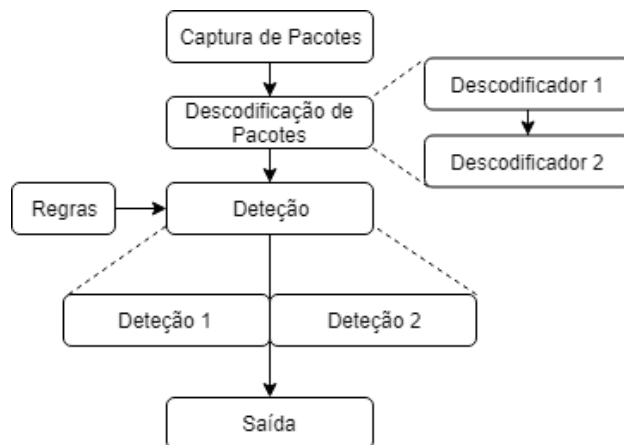 Captura de Pacotes
Descodificação de
Pacotes
Descodificador 1
Descodificador 2
Regras
Deteção
Deteção 1
Deteção 2
Saída